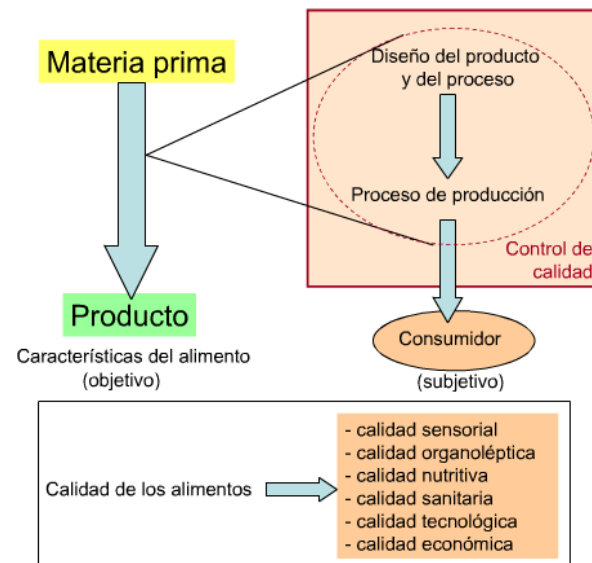 Materia prima
Producto
Características del alimento
(objetivo)
Diseño del producto
y del proceso
Proceso de producción
Control de
calidad
Consumidor
(subjetivo)
Calidad de los alimentos
- calidad sensorial
- calidad organoléptica
- calidad nutritiva
- calidad sanitaria
- calidad tecnológica
- calidad económica